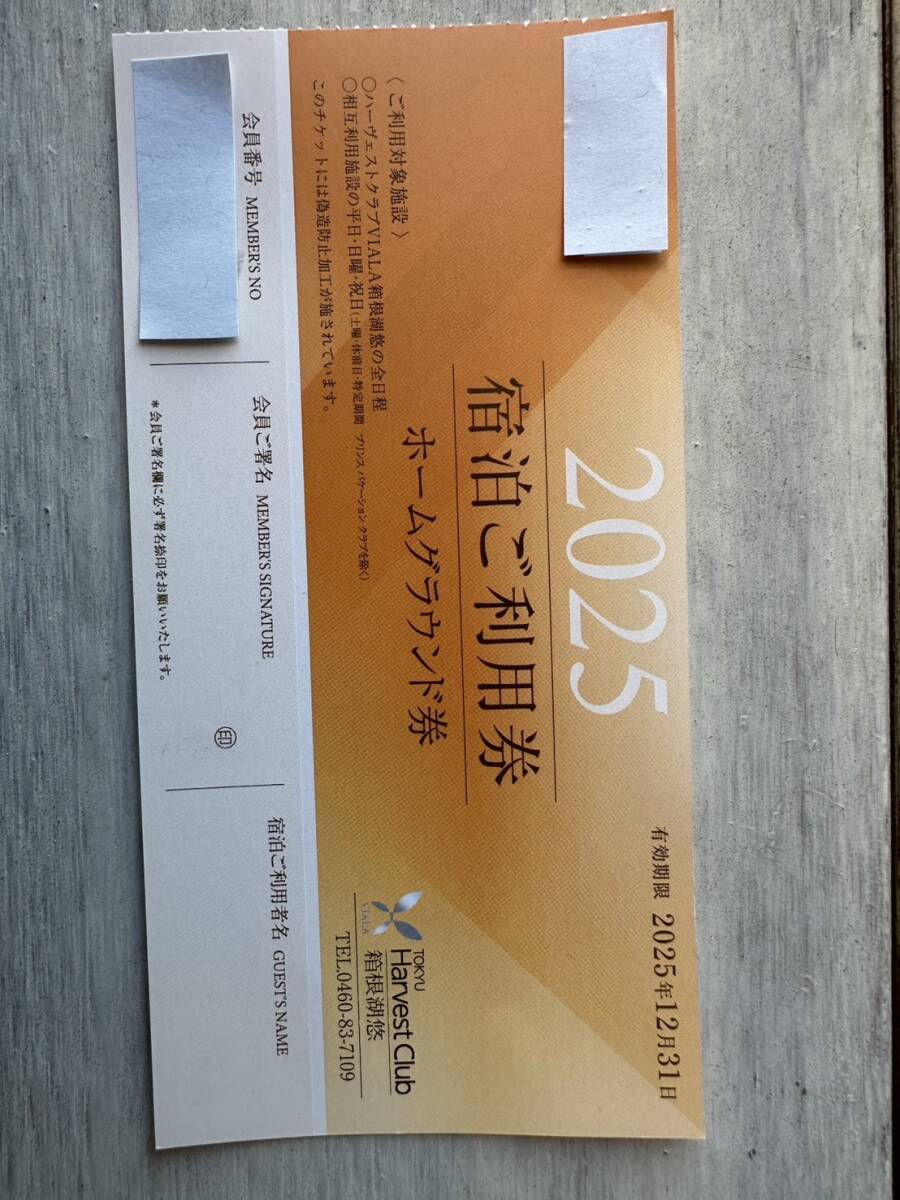 2025
有効期限 2025年12月31日
宿泊ご利用券
ホームグラウンド券
〈ご利用対象施設〉
○ハーヴェストクラブVIALA箱根湖悠の全日程
○相互利用施設の平日・日曜・祝日(土曜・休前日・特定期間 プリンス バケーション クラブを除く)
このチケットには偽造防止加工が施されています。
VIALA
TOKYU
Harvest Club
箱根湖悠
TEL.0460-83-7109
会員番号 MEMBER'S NO
会員ご署名 MEMBER'S SIGNATURE
㊞
宿泊ご利用者名 GUEST'S NAME
*会員ご署名欄に必ず署名捺印をお願いいたします。